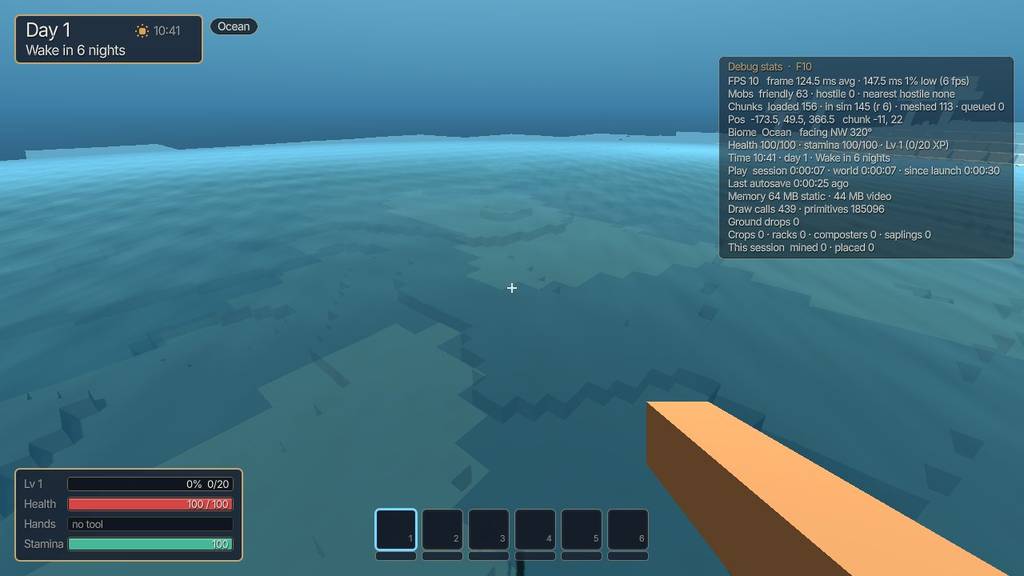 Day 1 10:41
Wake in 6 nights
Ocean
Debug stats · F10
FPS 10 frame 124.5 ms avg · 147.5 ms 1% low (6 fps)
Mobs friendly 63 · hostile 0 · nearest hostile none
Chunks loaded 156 · in sim 145 (r 6) · meshed 113 · queued 0
Pos -173.5, 49.5, 366.5 chunk -11, 22
Biome Ocean facing NW 320°
Health 100/100 · stamina 100/100 · Lv 1 (0/20 XP)
Time 10:41 · day 1 · Wake in 6 nights
Play session 0:00:07 · world 0:00:07 · since launch 0:00:30
Last autosave 0:00:25 ago
Memory 64 MB static · 44 MB video
Draw calls 439 · primitives 185096
Ground drops 0
Crops 0 · racks 0 · composters 0 · saplings 0
This session mined 0 · placed 0
Lv 1 0% 0/20
Health 100 / 100
Hands no tool
Stamina 100
1 2 3 4 5 6